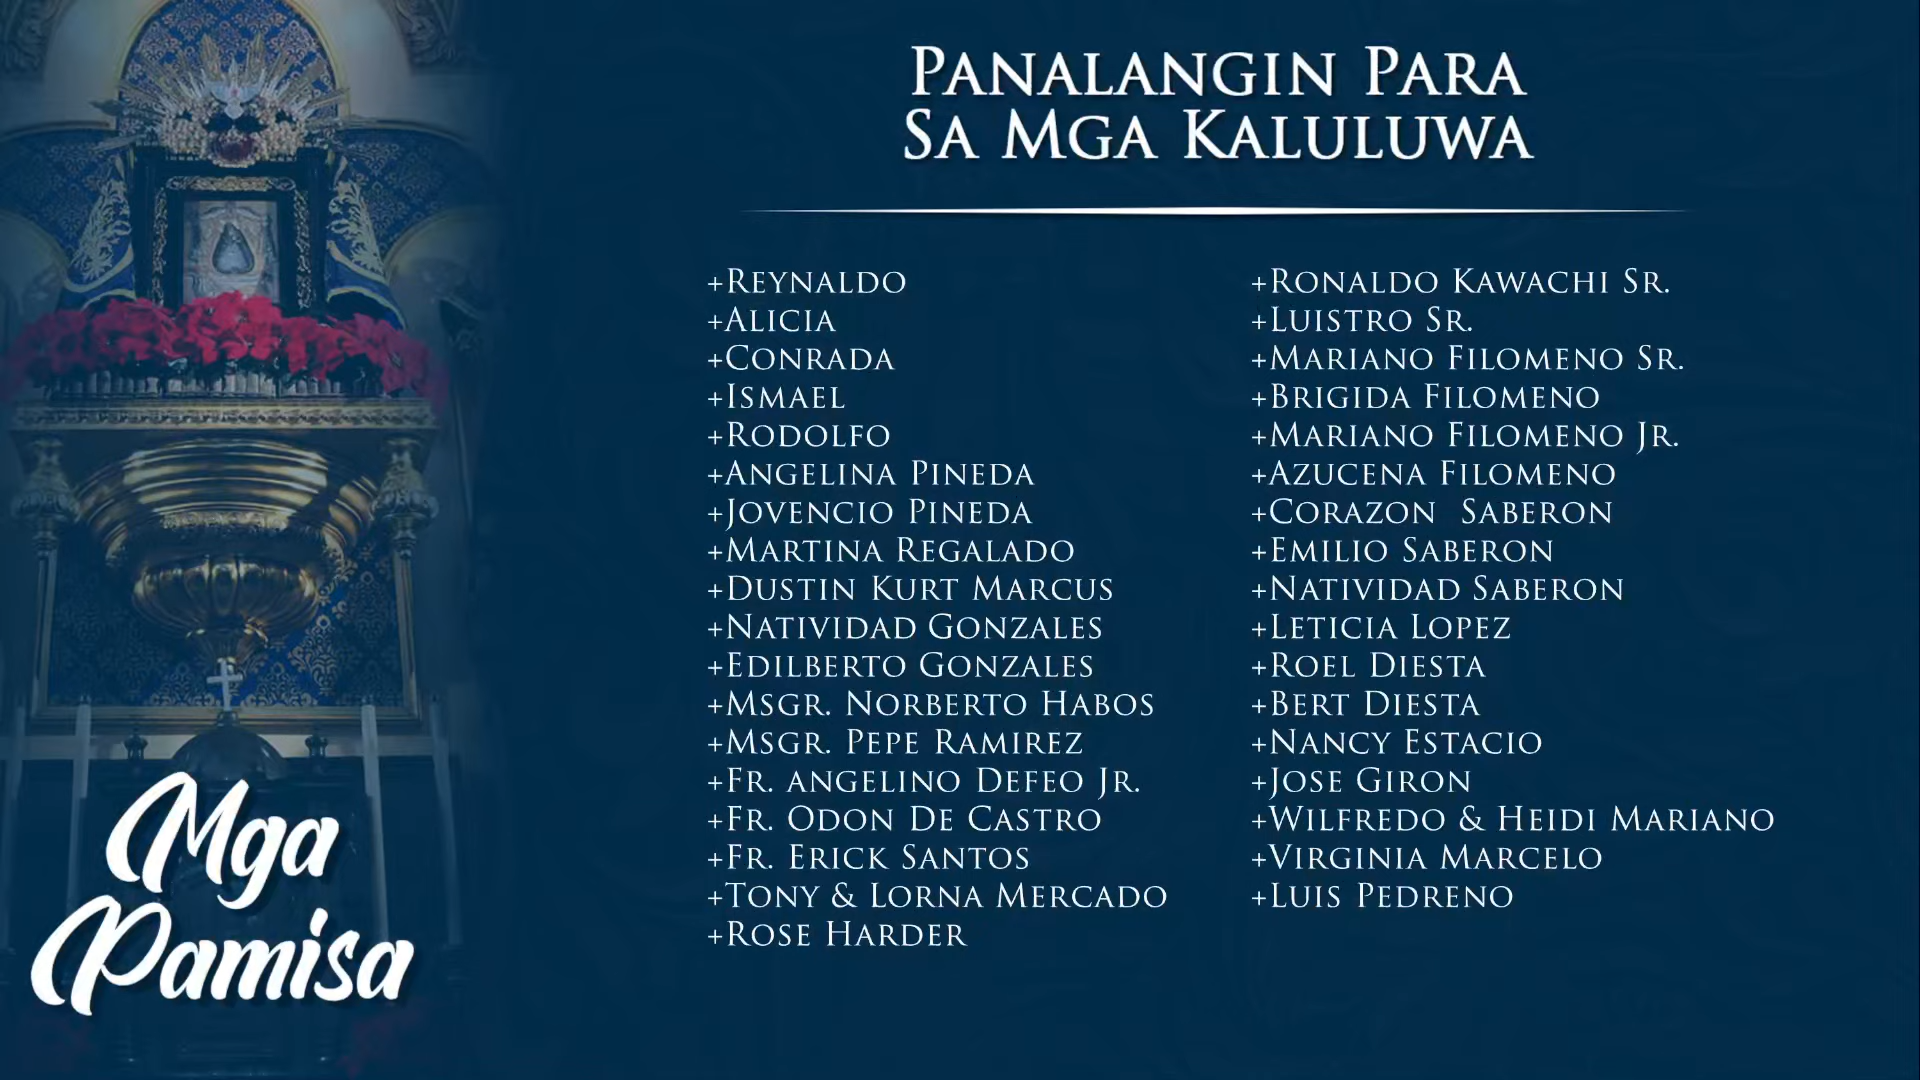 Panalangin Para
Sa Mga Kaluluwa
+Reynaldo
+Alicia
+Conrada
+Ismael
+Rodolfo
+Angelina Pineda
+Jovencio Pineda
+Martina Regalado
+Dustin Kurt Marcus
+Natividad Gonzales
+Edilberto Gonzales
+Msgr. Norberto Habos
+Msgr. Pepe Ramirez
+Fr. angelino Defeo Jr.
+Fr. Odon De Castro
+Fr. Erick Santos
+Tony & Lorna Mercado
+Rose Harder
+Ronaldo Kawachi Sr.
+Luistro Sr.
+Mariano Filomeno Sr.
+Brigida Filomeno
+Mariano Filomeno Jr.
+Azucena Filomeno
+Corazon  Saberon
+Emilio Saberon
+Natividad Saberon
+Leticia Lopez
+Roel Diesta
+Bert Diesta
+Nancy Estacio
+Jose Giron
+Wilfredo & Heidi Mariano
+Virginia Marcelo
+Luis Pedreno
Mga
Pamisa